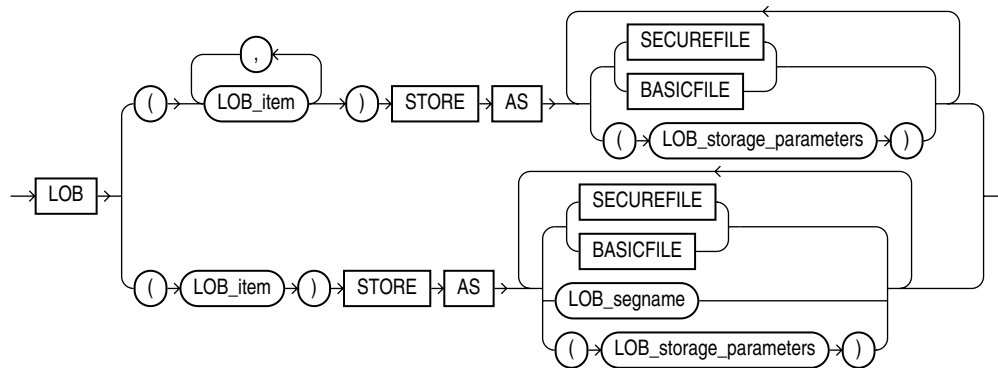 ,
SECUREFILE
BASICFILE
( LOB_item ) STORE AS
( LOB_storage_parameters )
LOB
SECUREFILE
BASICFILE
( LOB_item ) STORE AS
LOB_segname
( LOB_storage_parameters )